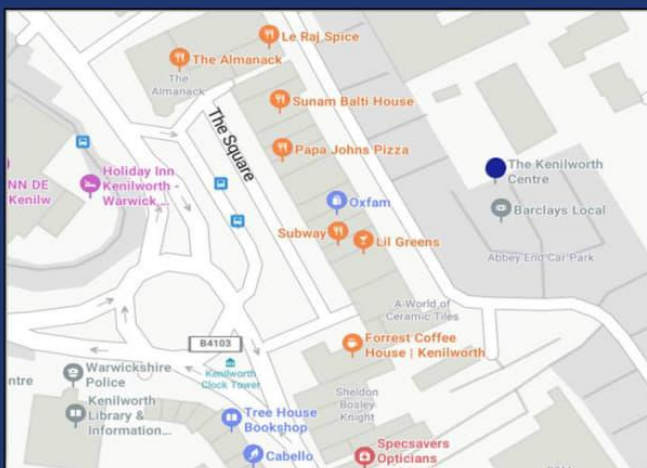 Le Raj Spice
The Almanack
The
Almanack
Sunam Balti House
The Square
Papa Johns Pizza
Holiday Inn
Kenilworth -
Warwick...
NN DE
Kenilw
The Kenilworth
Centre
Oxfam
Barclays Local
Subway
Lil Greens
Abbey End Car Park
A World of
Ceramic Tiles
B4103
Forrest Coffee
House | Kenilworth
Warwickshire
Police
Kenilworth
Clock Tower
ntre
Kenilworth
Library &
Information...
Sheldon
Bosley
Knight
Tree House
Bookshop
Cabello
Specsavers
Opticians